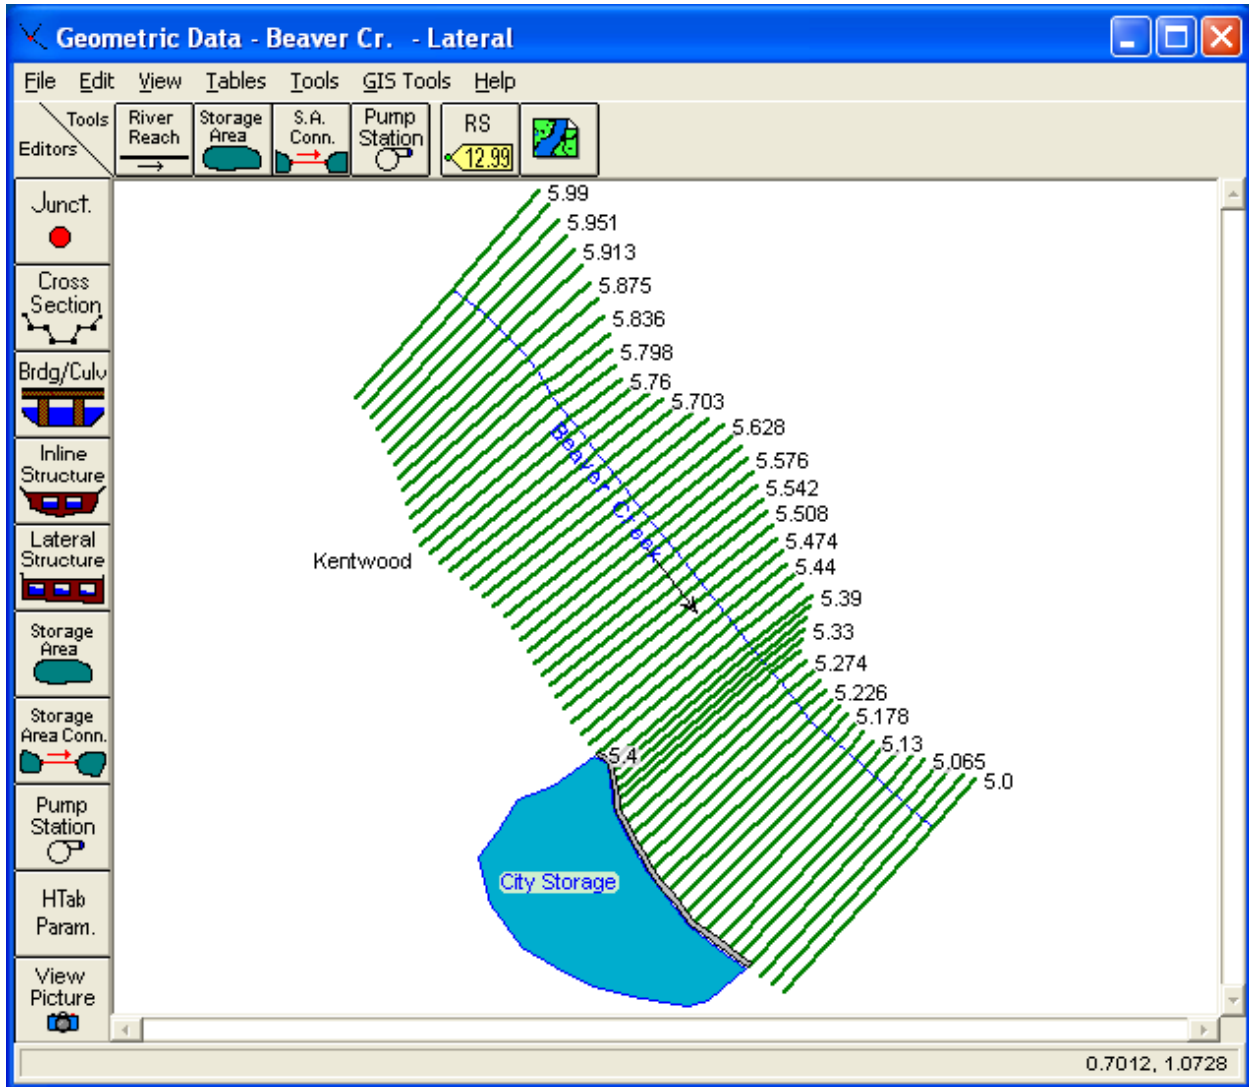 Geometric Data - Beaver Cr.   - Lateral
File Edit View Tables Tools GIS Tools Help
Tools
Editors
River
Reach
Storage
Area
S.A.
Conn.
Pump
Station
RS
12.99
Junct.
Cross
Section
Brdg/Culv
Inline
Structure
Lateral
Structure
Storage
Area
Storage
Area Conn.
Pump
Station
HTab
Param.
View
Picture
5.99
5.951
5.913
5.875
5.836
5.798
5.76
5.703
5.628
5.576
5.542
5.508
5.474
5.44
5.39
5.33
5.274
5.226
5.178
5.13
5.065
5.0
Beaver Creek
Kentwood
5.4
City Storage
0.7012, 1.0728